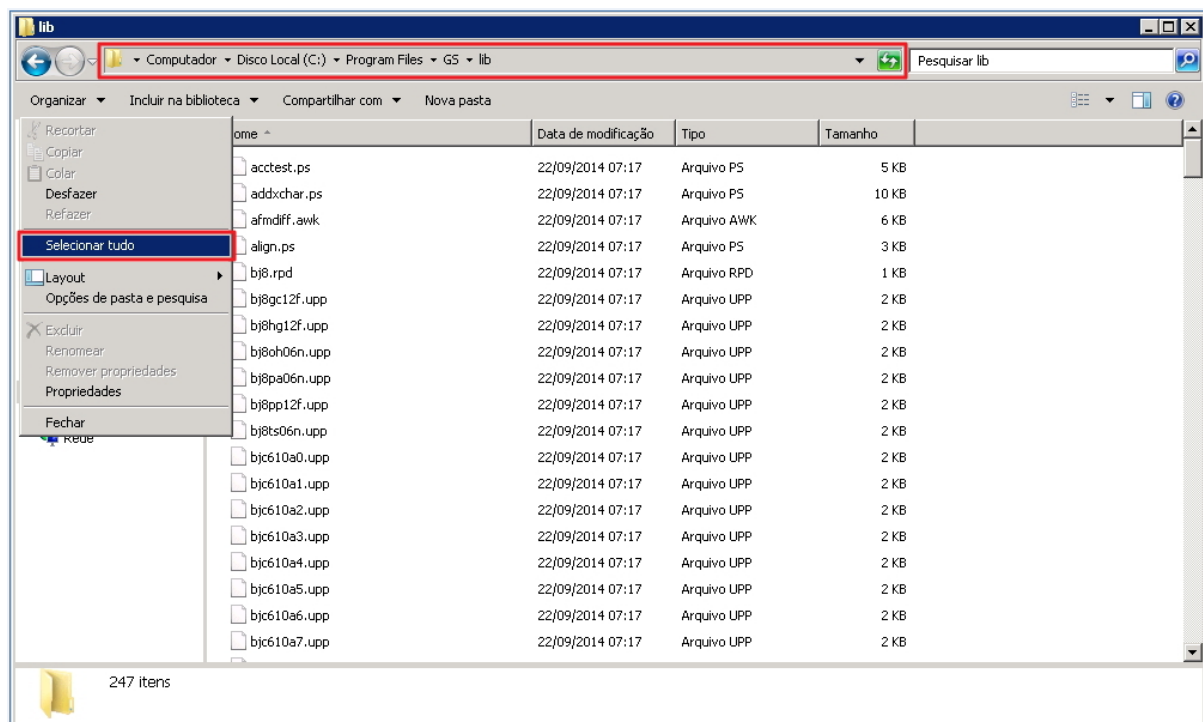 lib
Computador Disco Local (C:) Program Files GS lib Pesquisar lib
Organizar Incluir na biblioteca Compartilhar com Nova pasta
Recortar
Copiar
Colar
Desfazer
Refazer
Selecionar tudo
Layout
Opções de pasta e pesquisa
Excluir
Renomear
Remover propriedades
Propriedades
Fechar
Rede
ome Data de modificação Tipo Tamanho
acctest.ps 22/09/2014 07:17 Arquivo PS 5 KB
addxchar.ps 22/09/2014 07:17 Arquivo PS 10 KB
afmdiff.awk 22/09/2014 07:17 Arquivo AWK 6 KB
align.ps 22/09/2014 07:17 Arquivo PS 3 KB
bj8.rpd 22/09/2014 07:17 Arquivo RPD 1 KB
bj8gc12f.upp 22/09/2014 07:17 Arquivo UPP 2 KB
bj8hg12f.upp 22/09/2014 07:17 Arquivo UPP 2 KB
bj8oh06n.upp 22/09/2014 07:17 Arquivo UPP 2 KB
bj8pa06n.upp 22/09/2014 07:17 Arquivo UPP 2 KB
bj8pp12f.upp 22/09/2014 07:17 Arquivo UPP 2 KB
bj8ts06n.upp 22/09/2014 07:17 Arquivo UPP 2 KB
bjc610a0.upp 22/09/2014 07:17 Arquivo UPP 2 KB
bjc610a1.upp 22/09/2014 07:17 Arquivo UPP 2 KB
bjc610a2.upp 22/09/2014 07:17 Arquivo UPP 2 KB
bjc610a3.upp 22/09/2014 07:17 Arquivo UPP 2 KB
bjc610a4.upp 22/09/2014 07:17 Arquivo UPP 2 KB
bjc610a5.upp 22/09/2014 07:17 Arquivo UPP 2 KB
bjc610a6.upp 22/09/2014 07:17 Arquivo UPP 2 KB
bjc610a7.upp 22/09/2014 07:17 Arquivo UPP 2 KB
247 itens